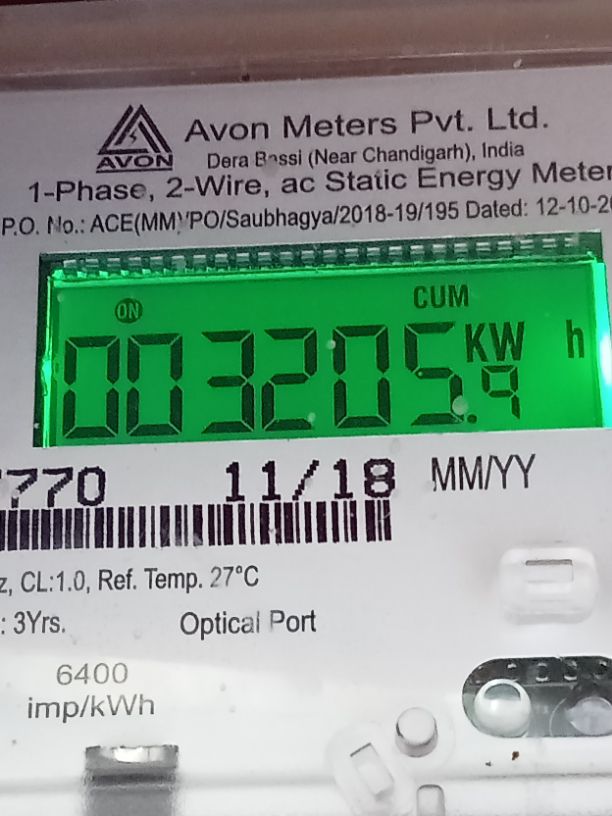 AVON
Avon Meters Pvt. Ltd.
Dera Bassi (Near Chandigarh), India
1-Phase, 2-Wire, ac Static Energy Meter
P.O. No.: ACE(MM)/PO/Saubhagya/2018-19/195 Dated: 12-10-20
ON CUM
003205.9 KW h
770 11/18 MM/YY
z, CL:1.0, Ref. Temp. 27°C
: 3Yrs. Optical Port
6400
imp/kWh